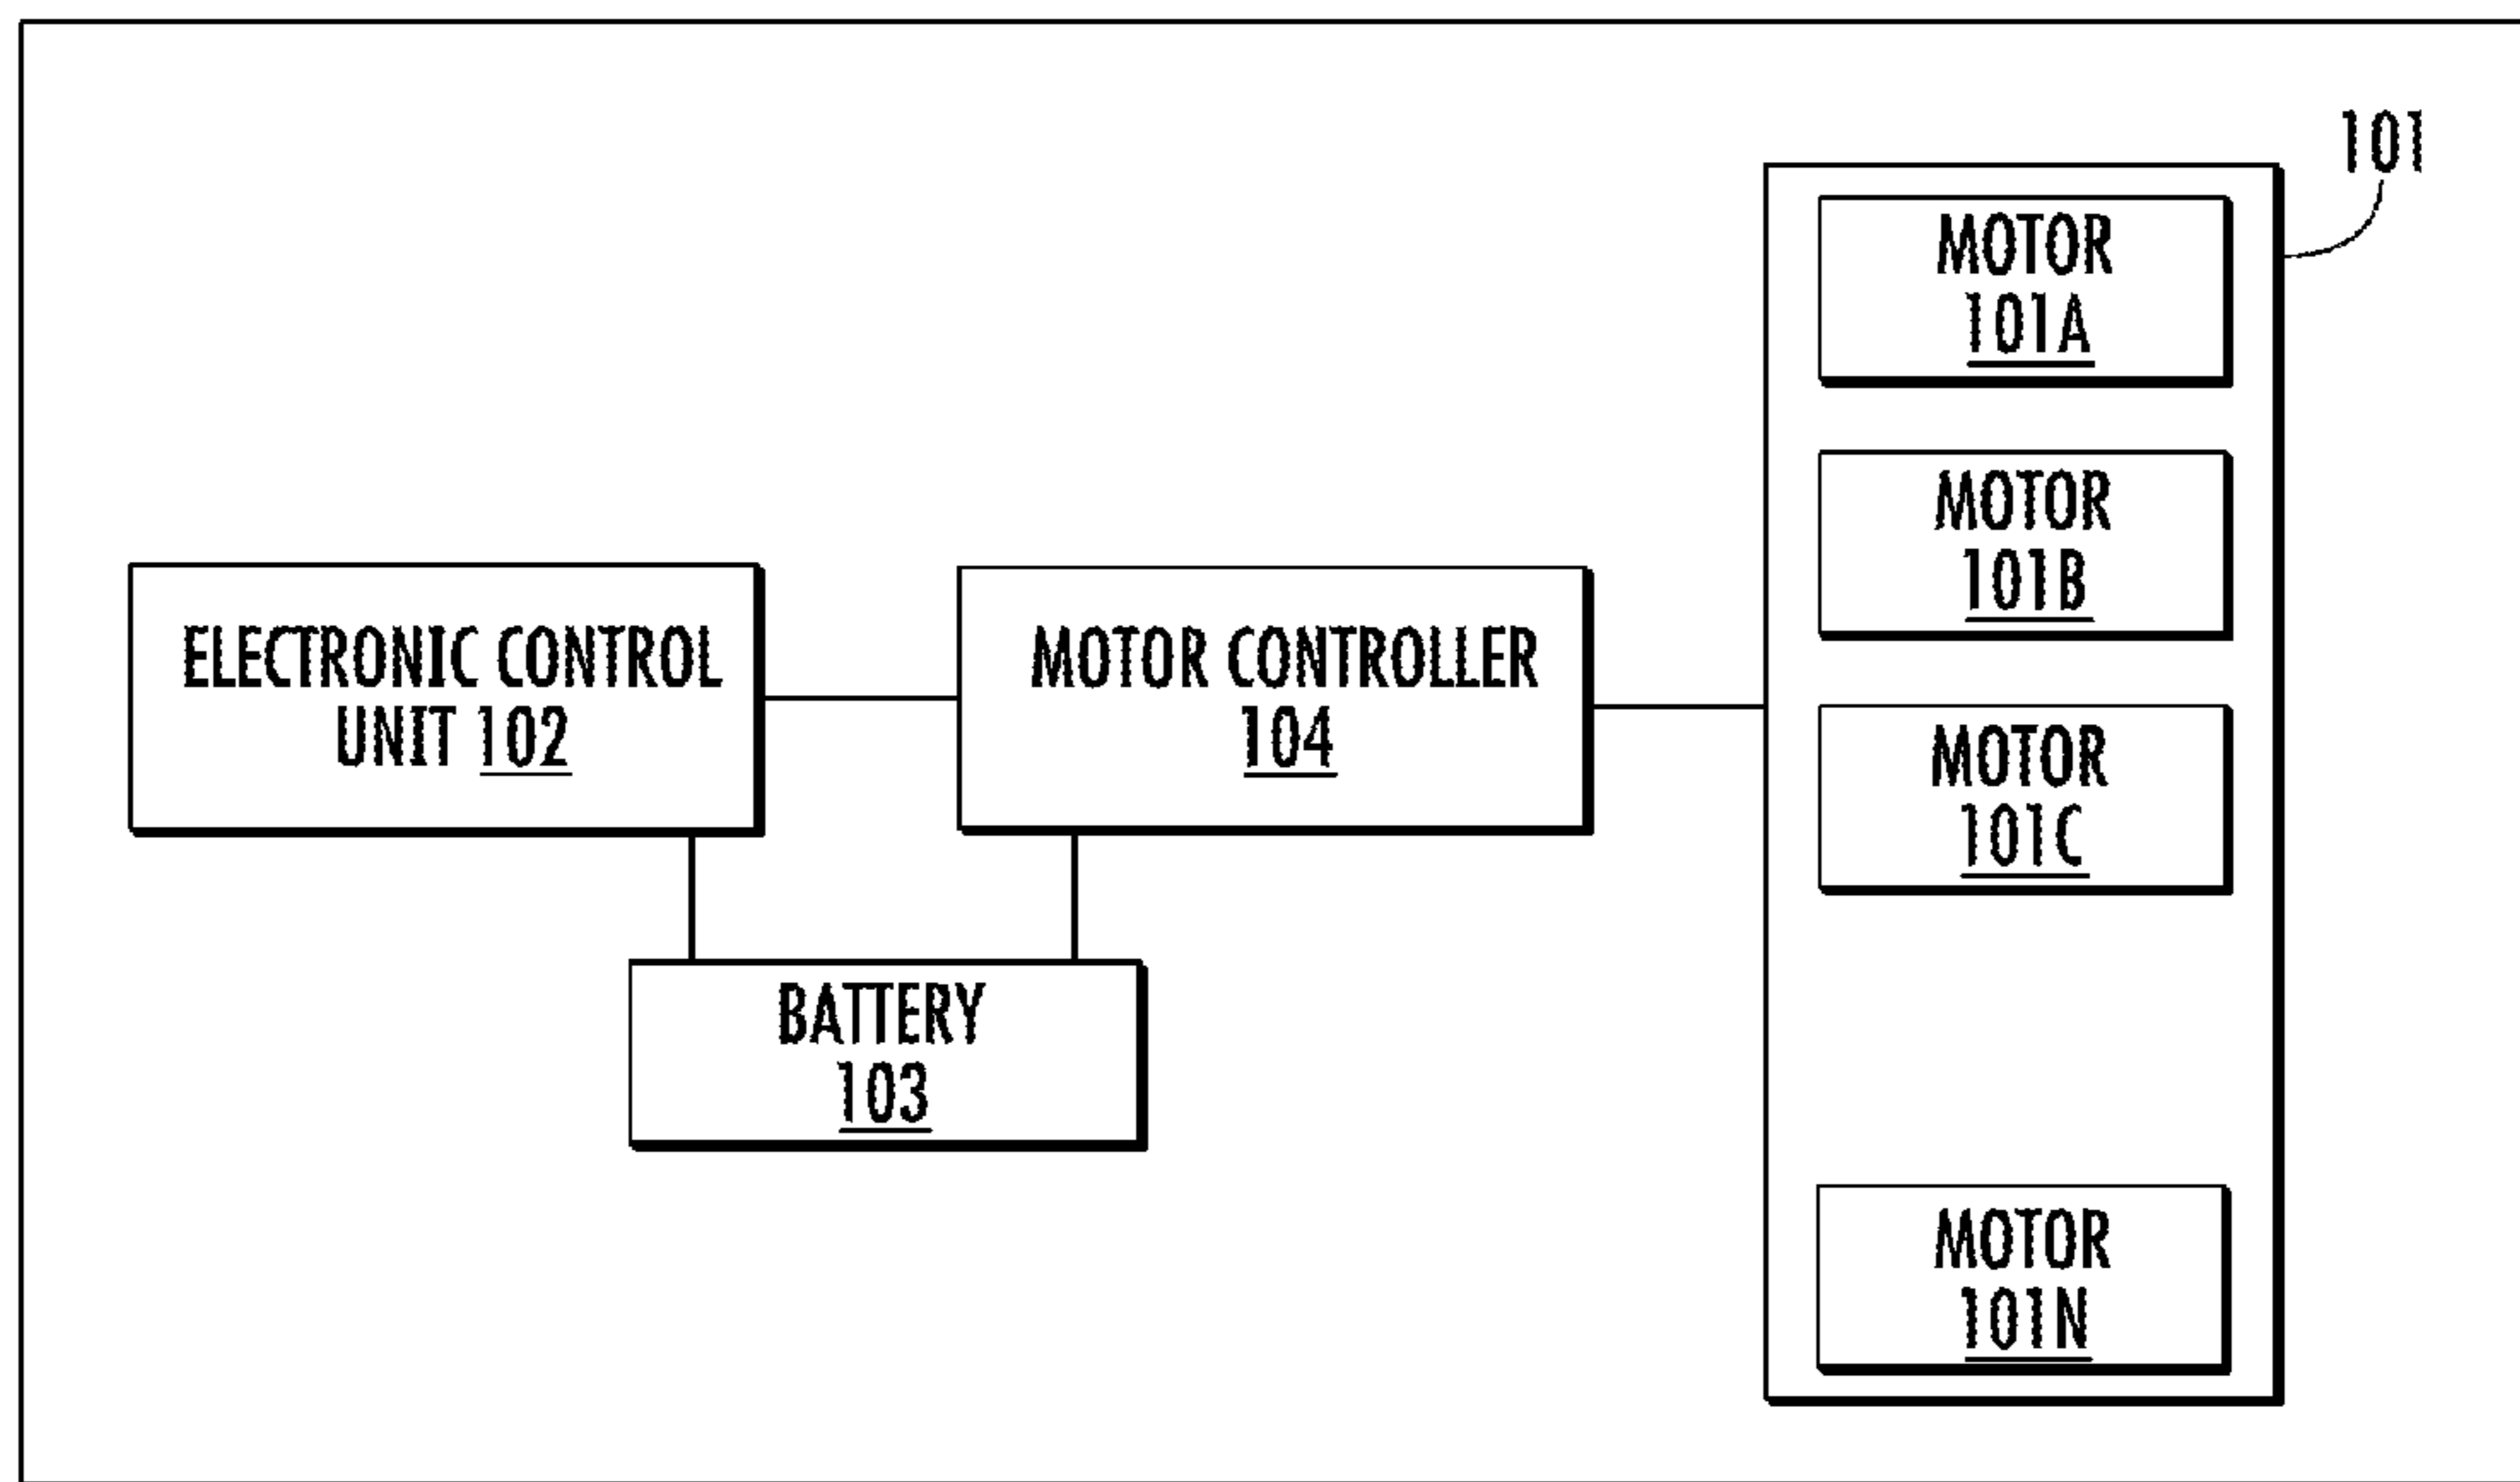 101
MOTOR
101A
MOTOR
101B
ELECTRONIC CONTROL
UNIT 102
MOTOR CONTROLLER
104
MOTOR
101C
BATTERY
103
MOTOR
101N